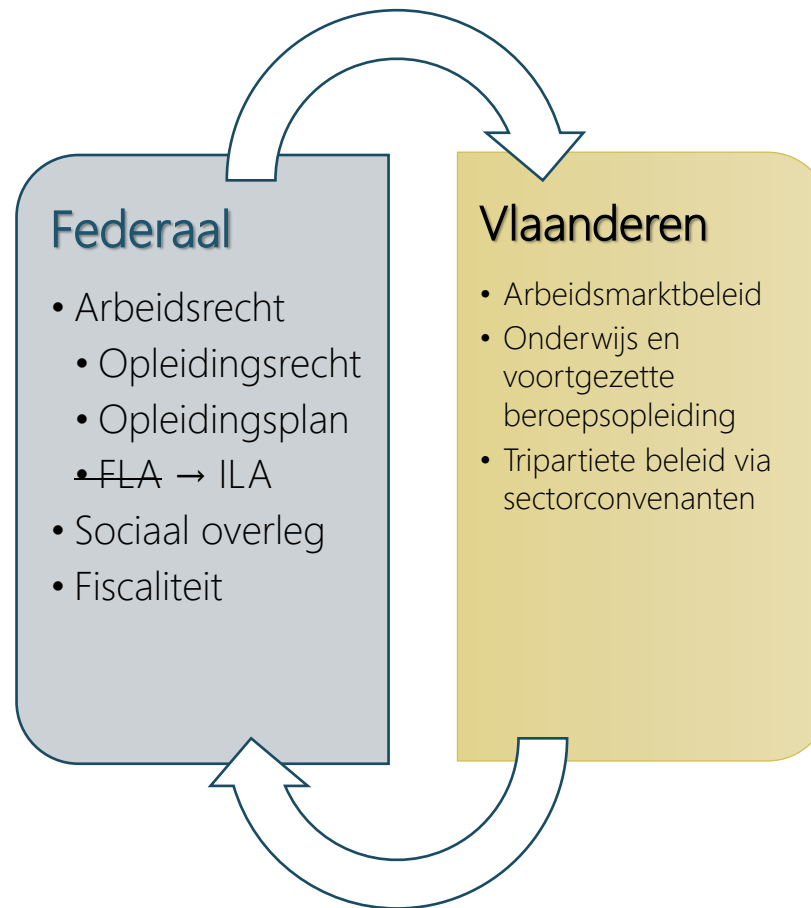 Federaal
• Arbeidsrecht
• Opleidingsrecht
• Opleidingsplan
• FLA → ILA
• Sociaal overleg
• Fiscaliteit
Vlaanderen
• Arbeidsmarktbeleid
• Onderwijs en
voortgezette
beroepsopleiding
• Tripartiete beleid via
sectorconvenanten